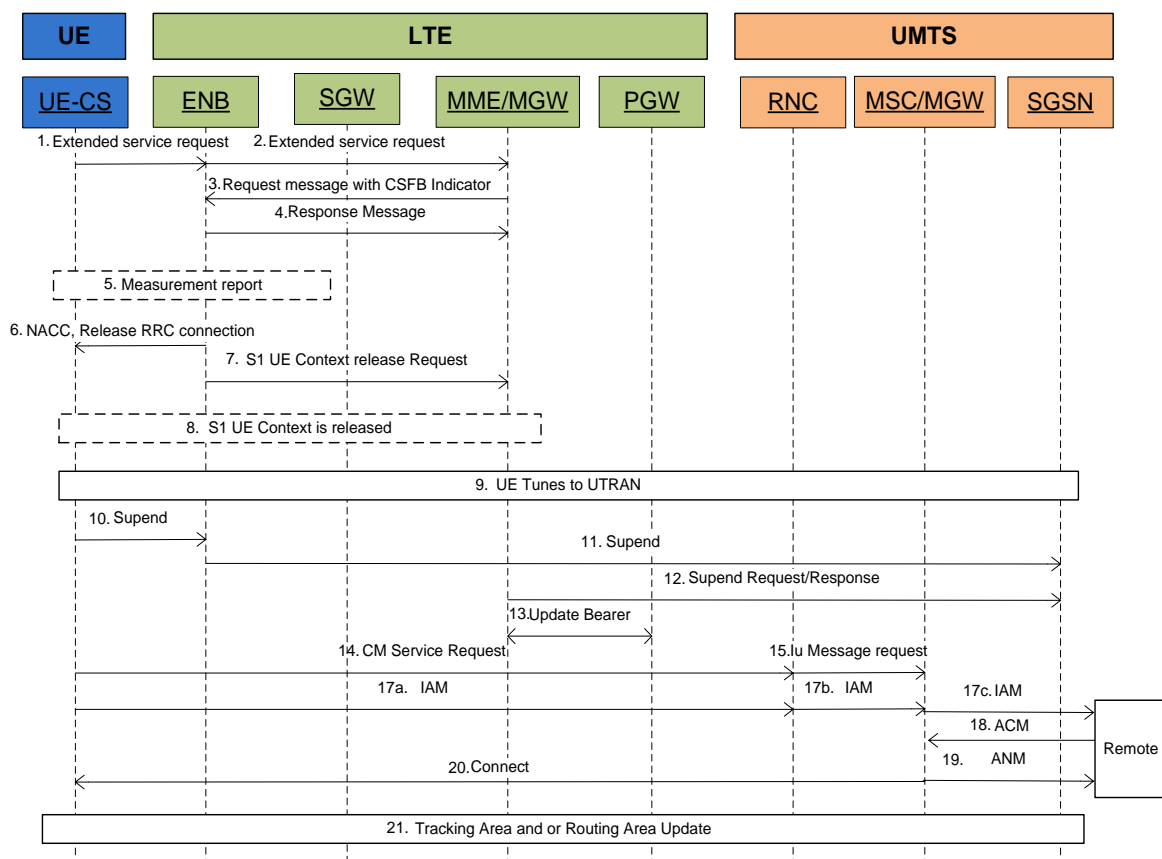 UE
LTE
UMTS
UE-CS
ENB
SGW
MME/MGW
PGW
RNC
MSC/MGW
SGSN
1. Extended service request
2. Extended service request
3. Request message with CSFB Indicator
4. Response Message
5. Measurement report
6. NACC, Release RRC connection
7. S1 UE Context release Request
8. S1 UE Context is released
9. UE Tunes to UTRAN
10. Supend
11. Supend
12. Supend Request/Response
13. Update Bearer
14. CM Service Request
15. Iu Message request
17a. IAM
17b. IAM
17c. IAM
18. ACM
Remote
19. ANM
20. Connect
21. Tracking Area and or Routing Area Update